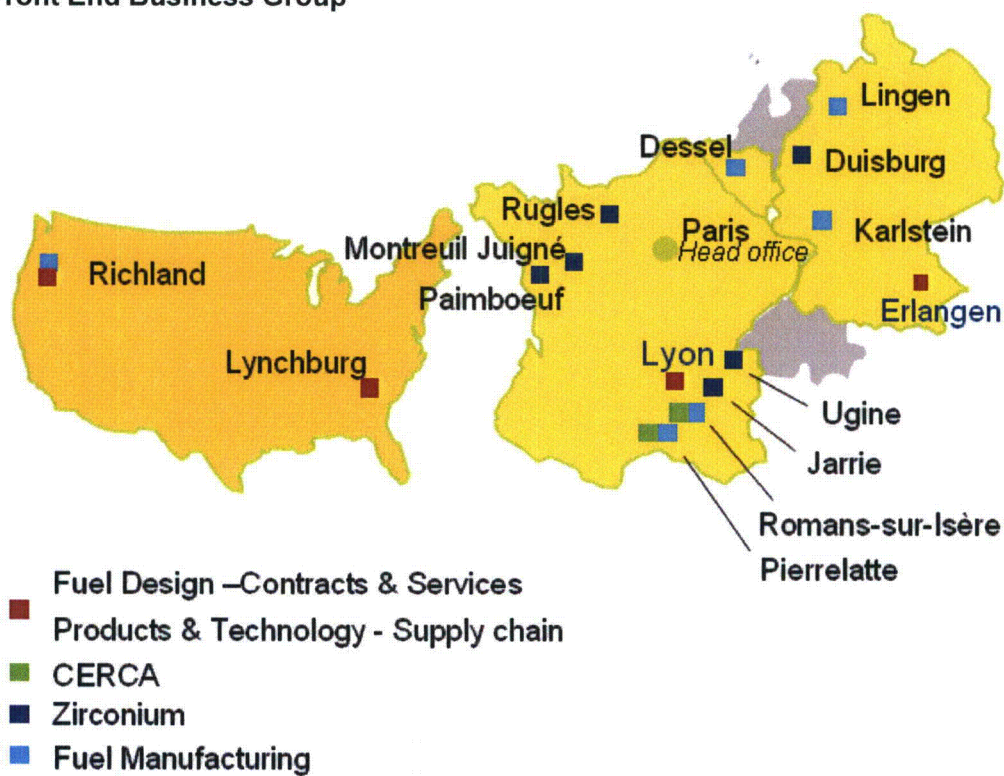 ront End Business Group
Lingen
Dessel
Duisburg
Rugles
Paris
Karlstein
Montreuil Juigné
Head office
Richland
Paimboeuf
Erlangen
Lynchburg
Lyon
Ugine
Jarrie
Romans-sur-Isère
Pierrelatte
Fuel Design –Contracts & Services
Products & Technology - Supply chain
CERCA
Zirconium
Fuel Manufacturing